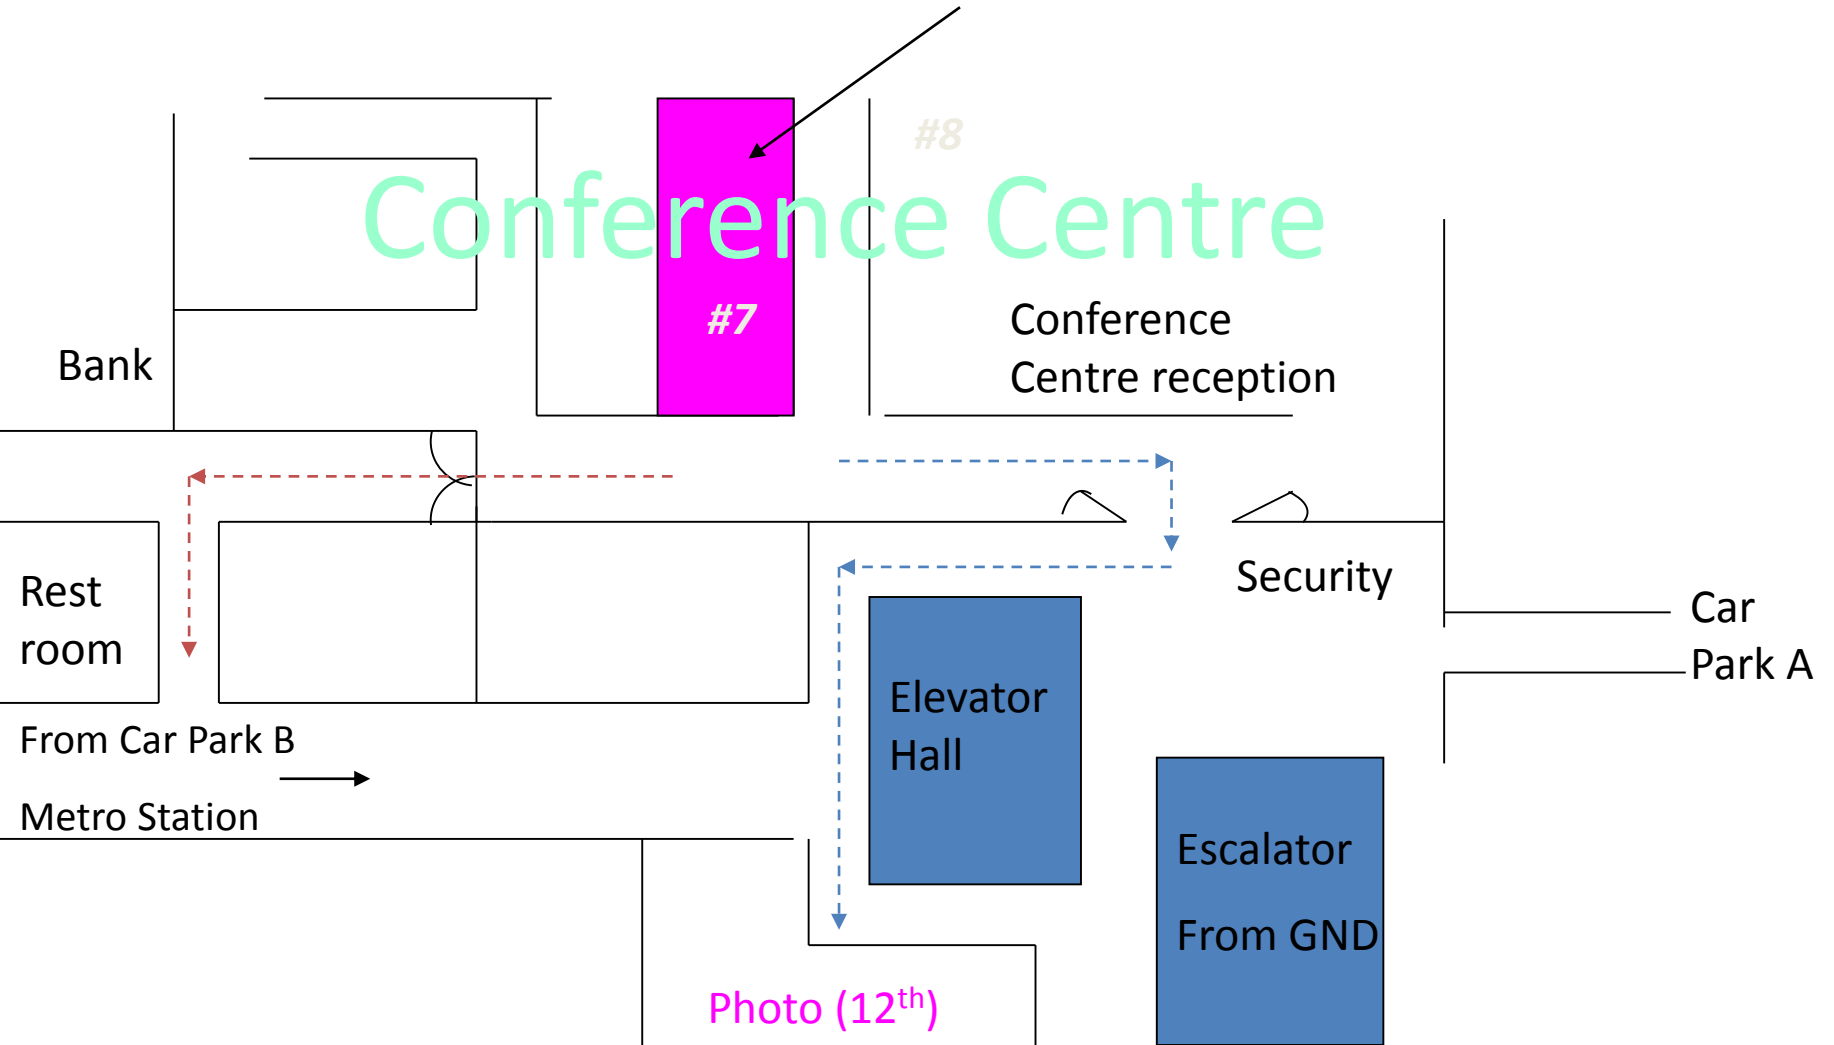 #8
Conference Centre
#7
Conference
Centre reception
Bank
Security
Rest
room
Car
Park A
Elevator
Hall
From Car Park B
Metro Station
Escalator
From GND
Photo (12th)